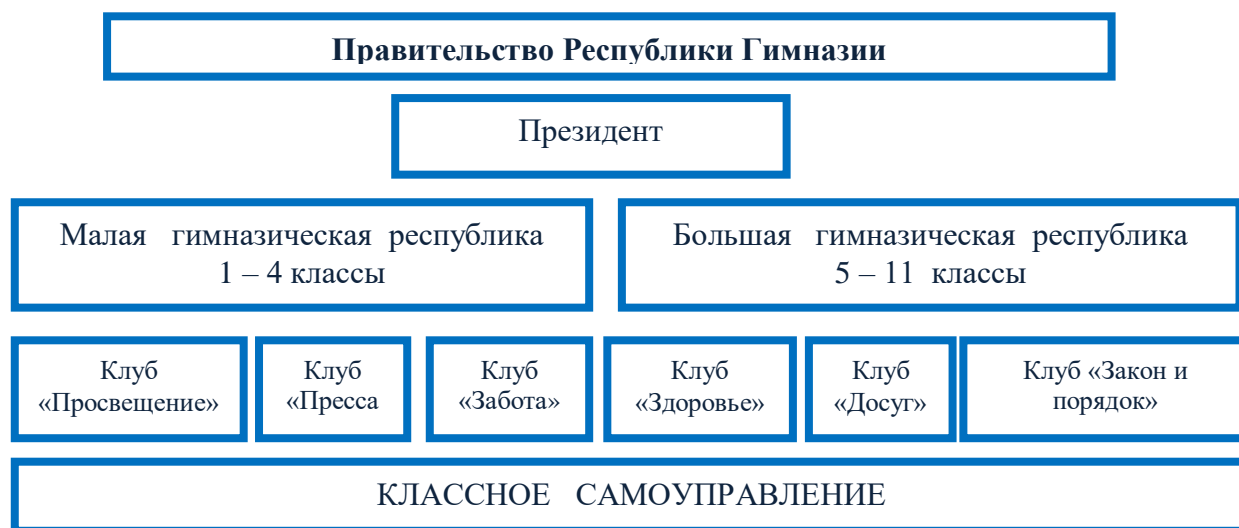 Правительство Республики Гимназии
Президент
Малая гимназическая республика
1 – 4 классы
Большая гимназическая республика
5 – 11 классы
Клуб
«Просвещение»
Клуб
«Пресса
Клуб
«Забота»
Клуб
«Здоровье»
Клуб
«Досуг»
Клуб «Закон и
порядок»
КЛАССНОЕ САМОУПРАВЛЕНИЕ